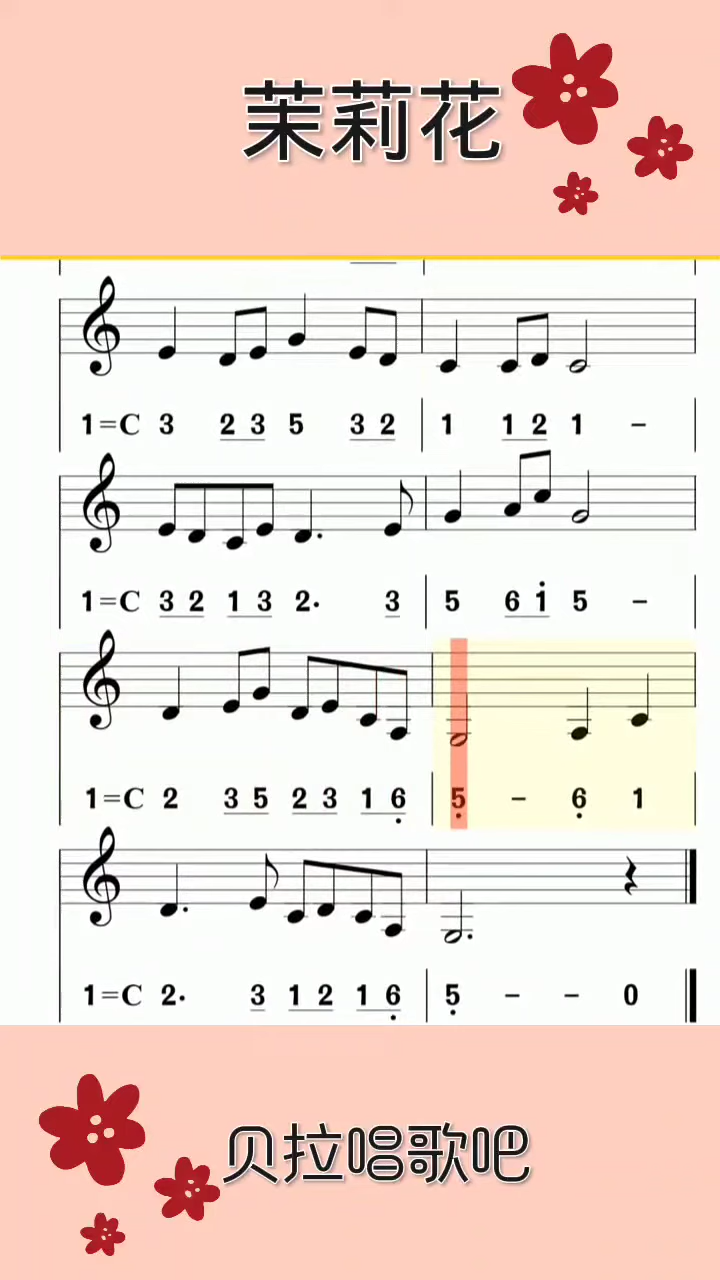 茉莉花
1=C 3 2 3 5 3 2 | 1 1 2 1 –
1=C 3 2 1 3 2· 3 | 5 6 1̇ 5 –
1=C 2 3 5 2 3 1 6̣ | 5̣ – 6̣ 1
1=C 2· 3 1 2 1 6̣ | 5̣ – – 0
贝拉唱歌吧